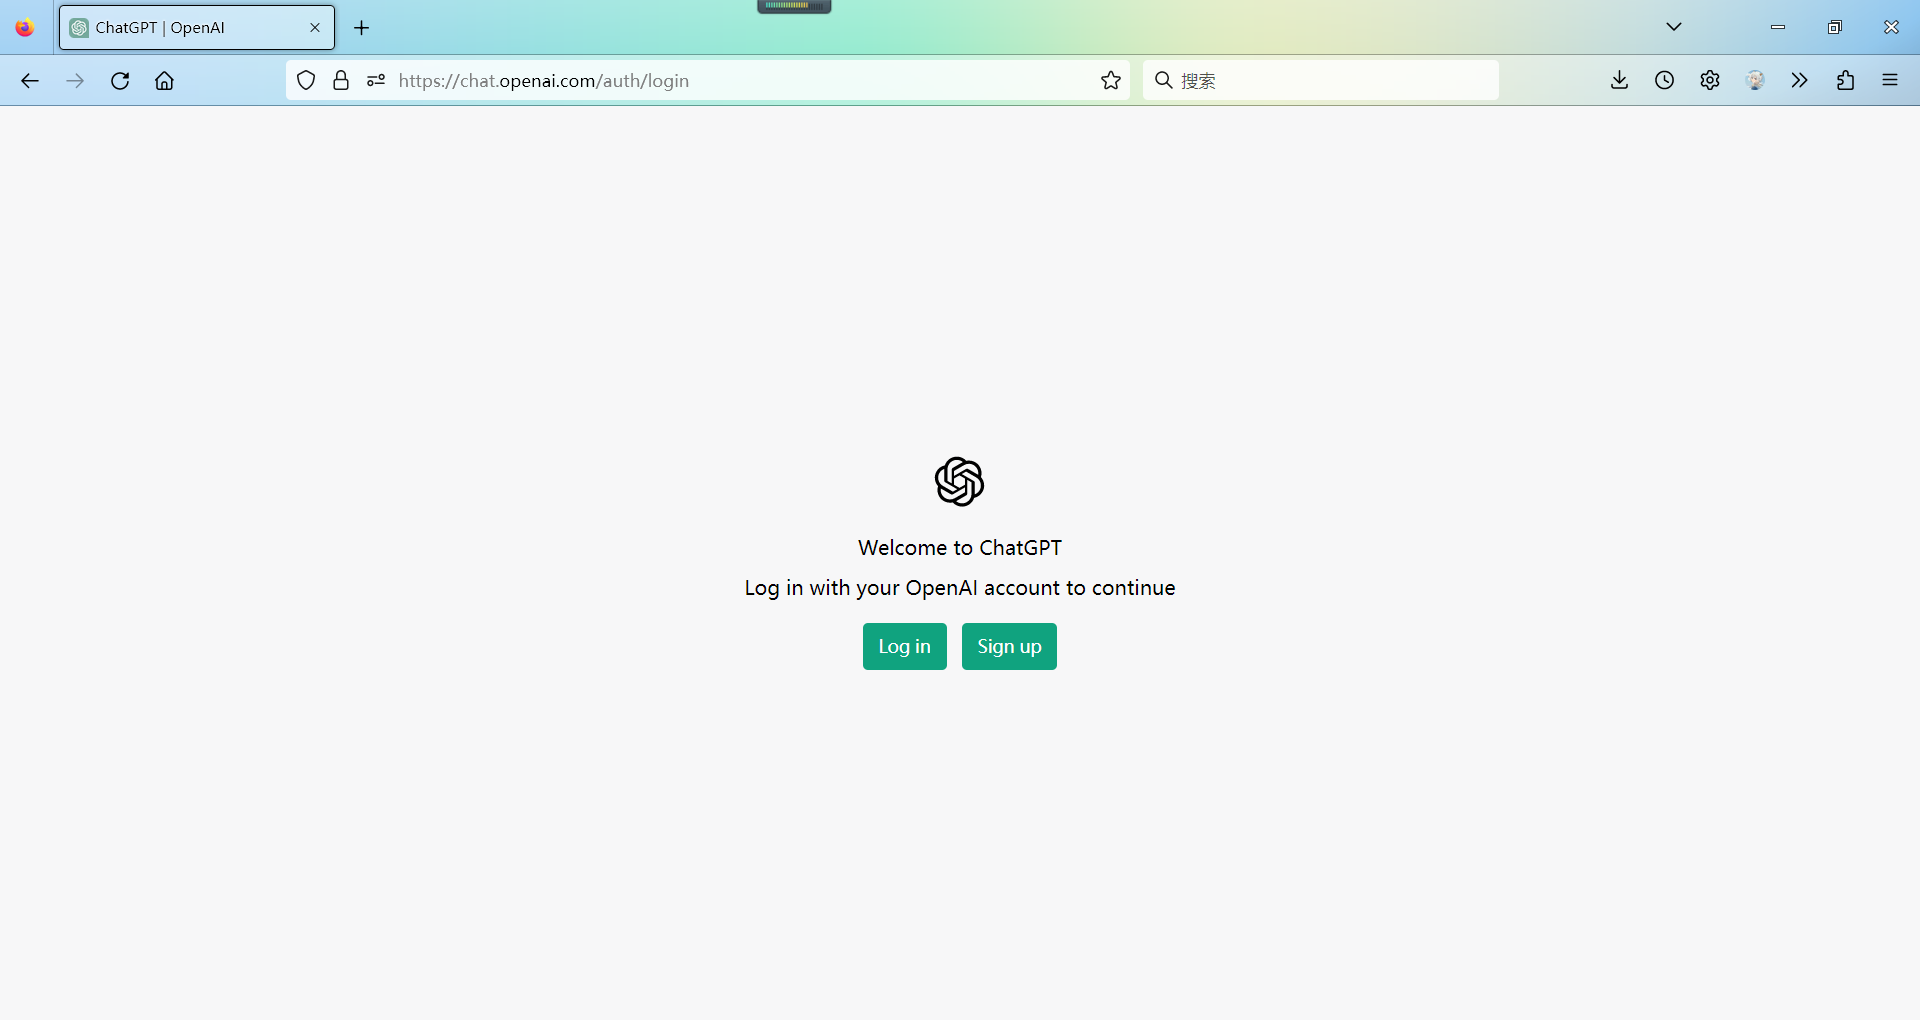 ChatGPT | OpenAI
https://chat.openai.com/auth/login
搜索
Welcome to ChatGPT
Log in with your OpenAI account to continue
Log in
Sign up